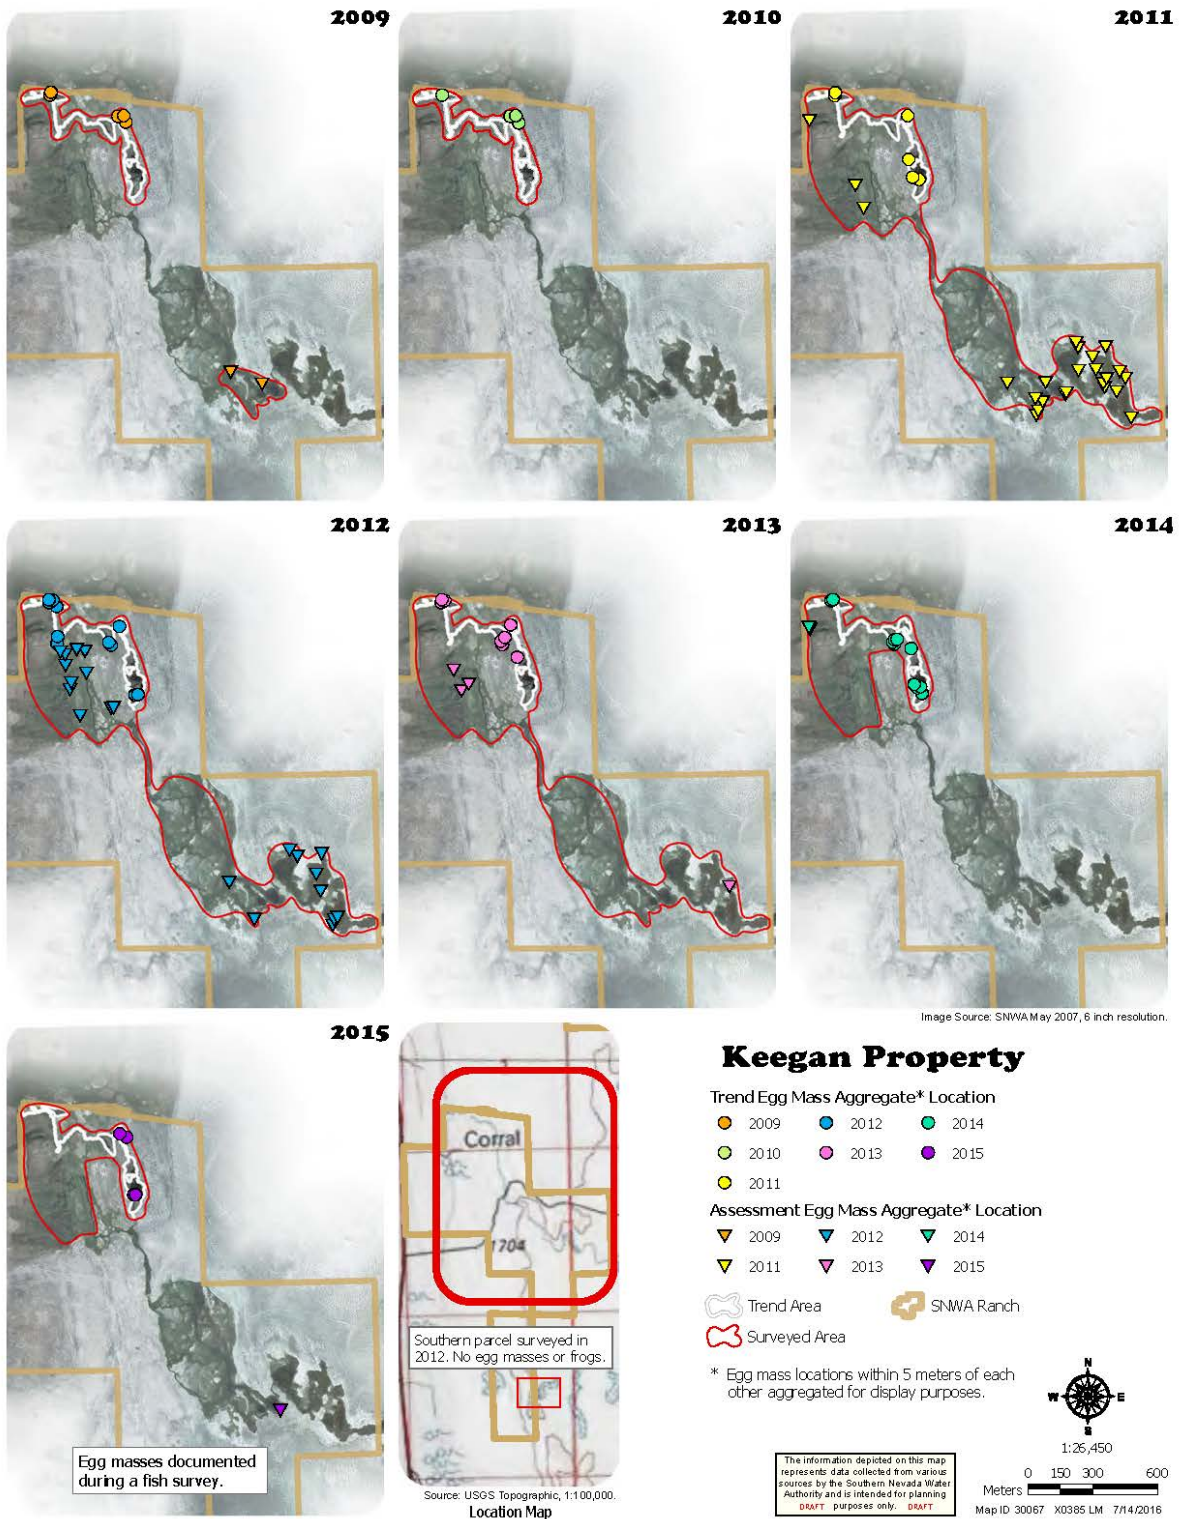 2009
2010
2011
2012
2013
2014
Image Source: SNWA May 2007, 6 inch resolution.
2015
Egg masses documented
during a fish survey.
Corral
1704
Southern parcel surveyed in
2012. No egg masses or frogs.
Source: USGS Topographic, 1:100,000.
Location Map
Keegan Property
Trend Egg Mass Aggregate* Location
2009 2012 2014
2010 2013 2015
2011
Assessment Egg Mass Aggregate* Location
2009 2012 2014
2011 2013 2015
Trend Area SNWA Ranch
Surveyed Area
* Egg mass locations within 5 meters of each
other aggregated for display purposes.
N
W E
S
1:26,450
0 150 300 600
Meters
The information depicted on this map
represents data collected from various
sources by the Southern Nevada Water
Authority and is intended for planning
DRAFT purposes only. DRAFT
Map ID 30067 X0385 LM 7/14/2016